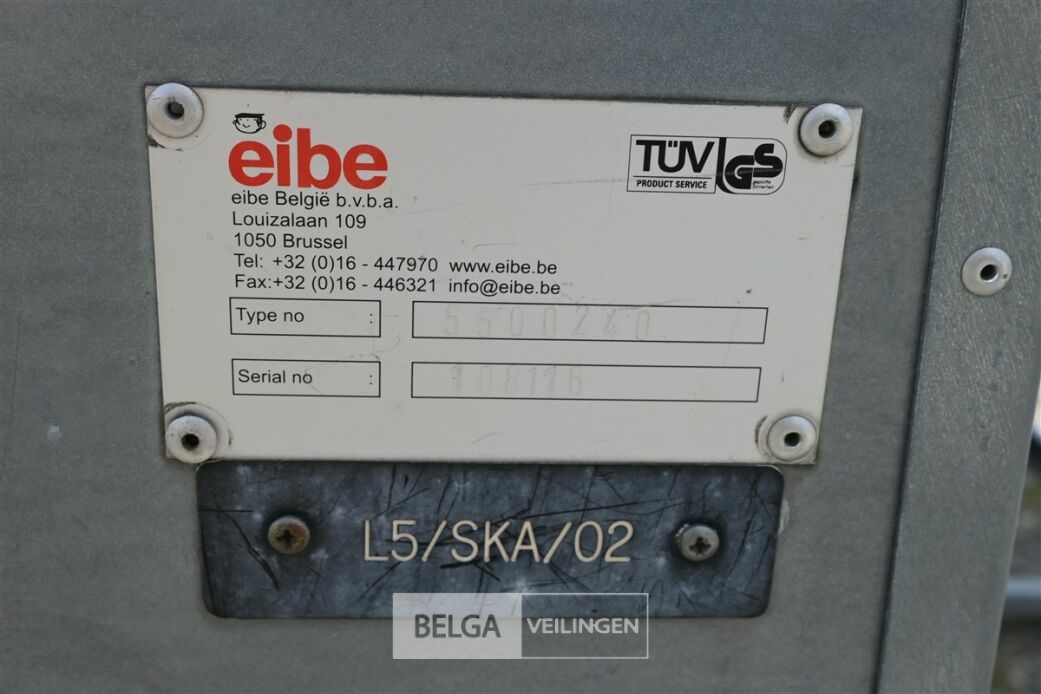 eibe
eibe België b.v.b.a.
Louizalaan 109
1050 Brussel
Tel: +32 (0)16 - 447970 www.eibe.be
Fax:+32 (0)16 - 446321 info@eibe.be
TÜV
PRODUCT SERVICE
GS
geprüfte
Sicherheit
Type no : 5500240
Serial no : 108116
L5/SKA/02
BELGA VEILINGEN